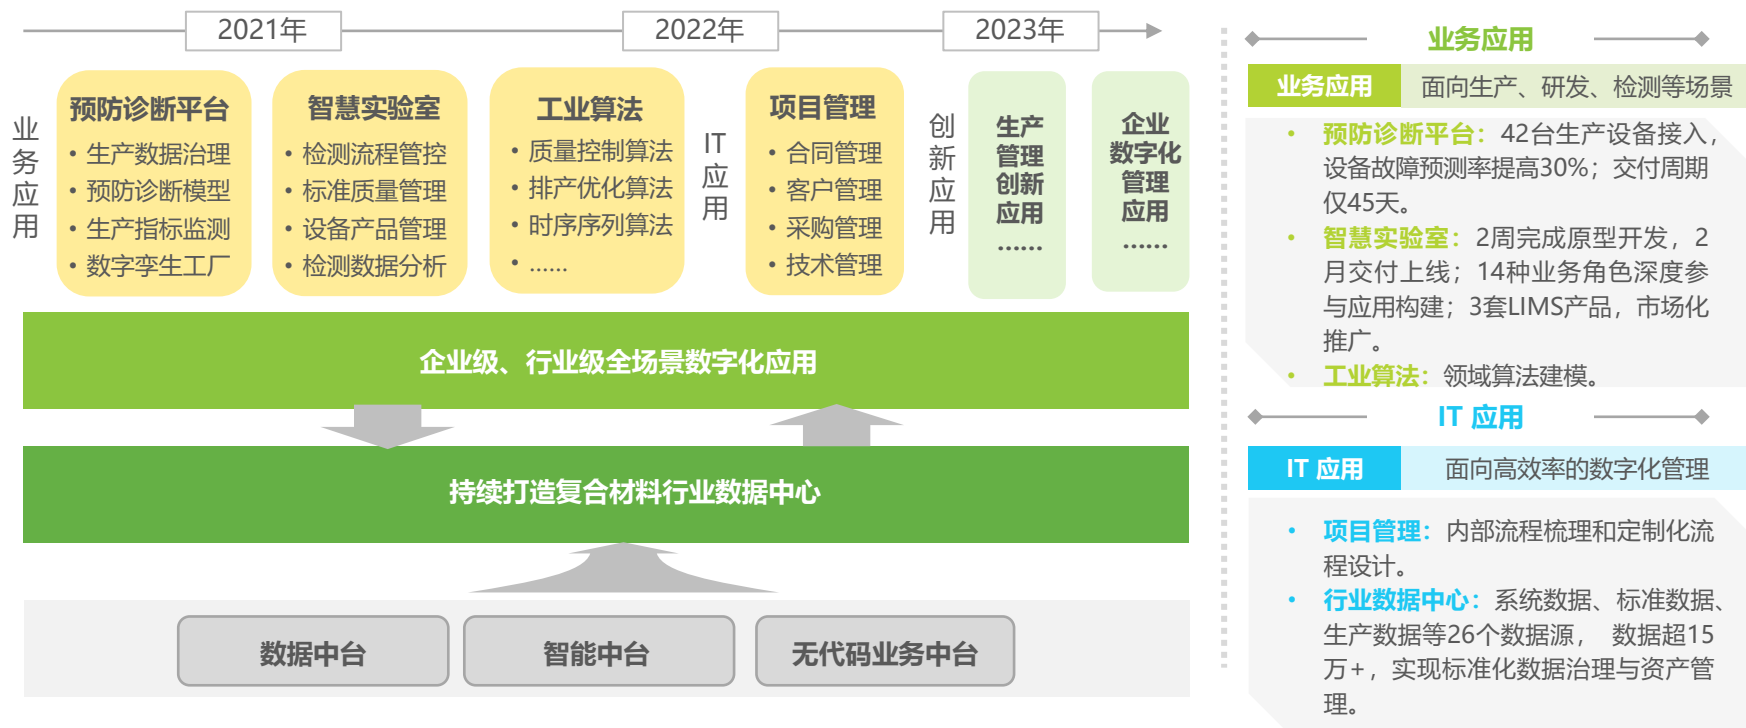 2021年
2022年
2023年
业务应用
预防诊断平台
• 生产数据治理
• 预防诊断模型
• 生产指标监测
• 数字孪生工厂
智慧实验室
• 检测流程管控
• 标准质量管理
• 设备产品管理
• 检测数据分析
工业算法
• 质量控制算法
• 排产优化算法
• 时序序列算法
• ......
IT应用
项目管理
• 合同管理
• 客户管理
• 采购管理
• 技术管理
创新应用
生产
管理
创新
应用
......
企业
数字化
管理
应用
......
企业级、行业级全场景数字化应用
持续打造复合材料行业数据中心
数据中台
智能中台
无代码业务中台
业务应用
业务应用
面向生产、研发、检测等场景
• 预防诊断平台：42台生产设备接入，
设备故障预测率提高30%；交付周期
仅45天。
• 智慧实验室：2周完成原型开发，2
月交付上线；14种业务角色深度参
与应用构建；3套LIMS产品，市场化
推广。
• 工业算法：领域算法建模。
IT 应用
IT 应用
面向高效率的数字化管理
• 项目管理：内部流程梳理和定制化流
程设计。
• 行业数据中心：系统数据、标准数据、
生产数据等26个数据源， 数据超15
万+，实现标准化数据治理与资产管
理。